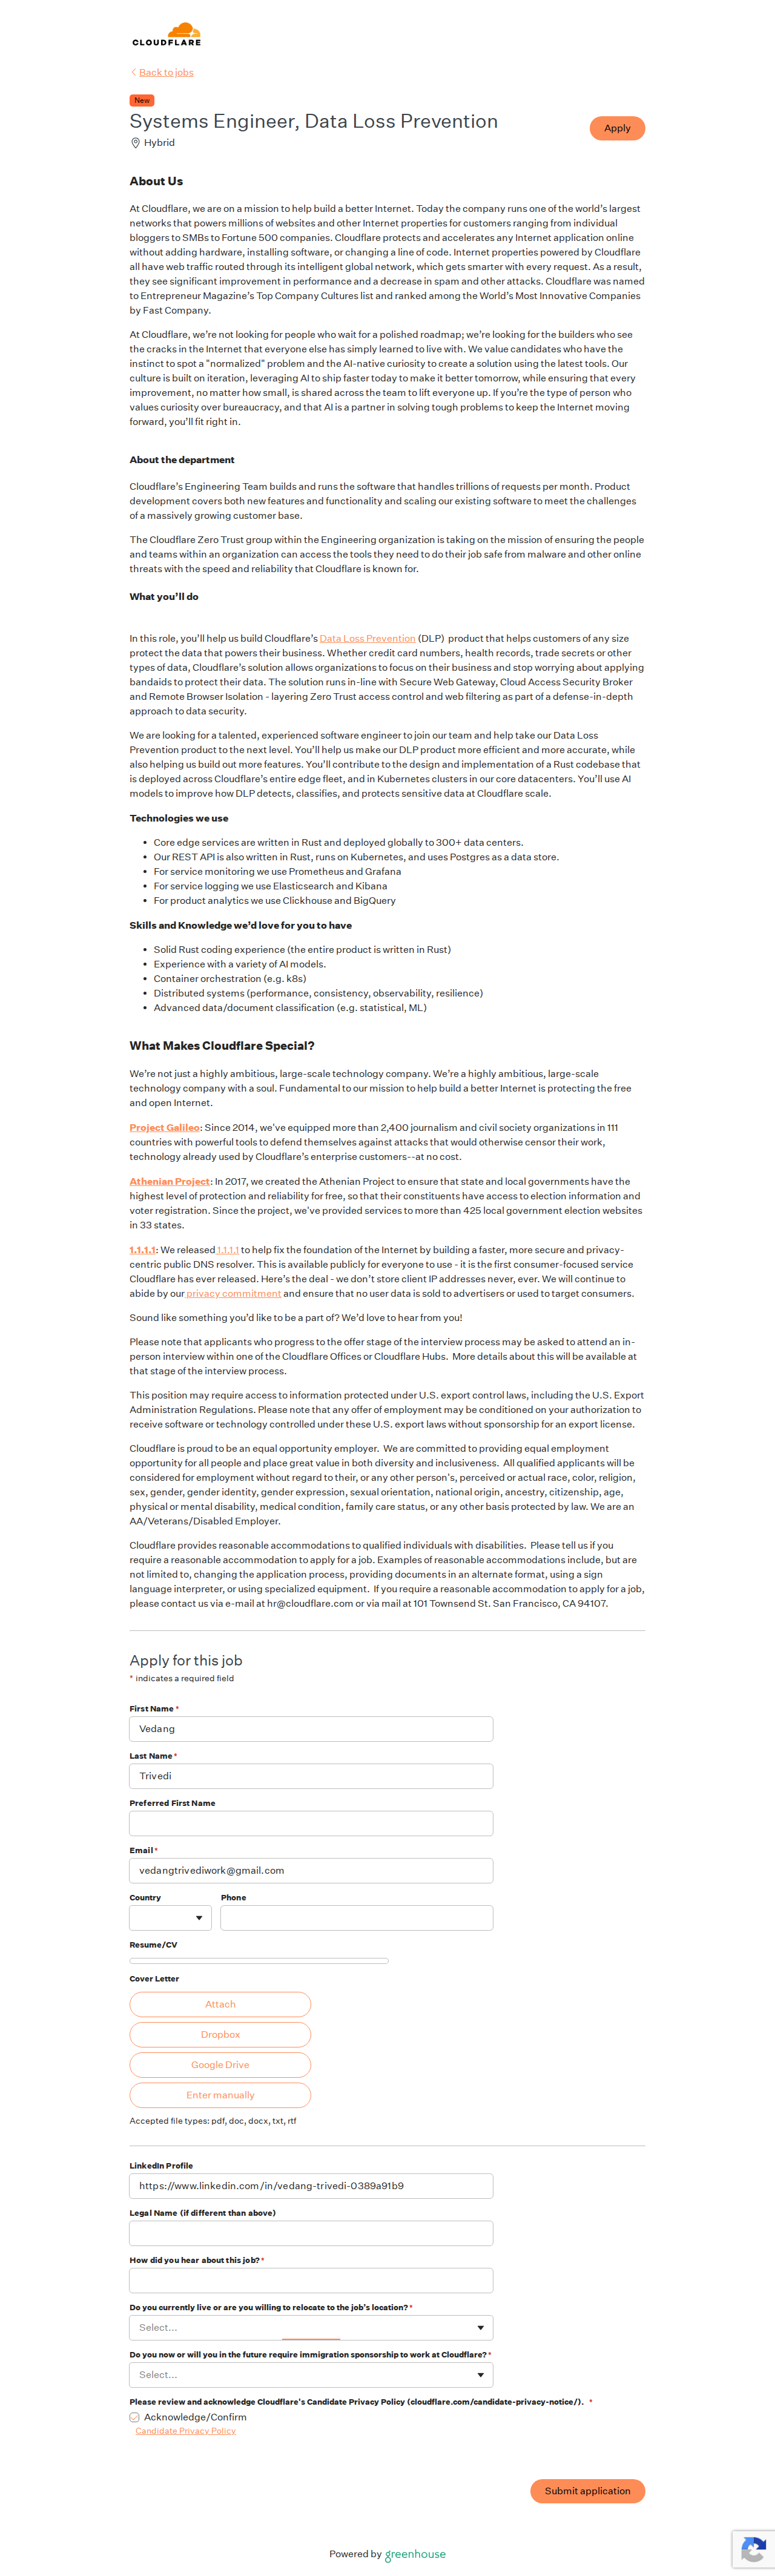 CLOUDFLARE
Back to jobs
New
Systems Engineer, Data Loss Prevention
Apply
Hybrid
About Us
At Cloudflare, we are on a mission to help build a better Internet. Today the company runs one of the world's largest
networks that powers millions of websites and other Internet properties for customers ranging from individual
bloggers to SMBs to Fortune 500 companies. Cloudflare protects and accelerates any Internet application online
without adding hardware, installing software, or changing a line of code. Internet properties powered by Cloudflare
all have web traffic routed through its intelligent global network, which gets smarter with every request. As a result,
they see significant improvement in performance and a decrease in spam and other attacks. Cloudflare was named
to Entrepreneur Magazine's Top Company Cultures list and ranked among the World's Most Innovative Companies
by Fast Company.
At Cloudflare, we're not looking for people who wait for a polished roadmap; we're looking for the builders who see
the cracks in the Internet that everyone else has simply learned to live with. We value candidates who have the
instinct to spot a "normalized" problem and the AI-native curiosity to create a solution using the latest tools. Our
culture is built on iteration, leveraging AI to ship faster today to make it better tomorrow, while ensuring that every
improvement, no matter how small, is shared across the team to lift everyone up. If you're the type of person who
values curiosity over bureaucracy, and that AI is a partner in solving tough problems to keep the Internet moving
forward, you'll fit right in.
About the department
Cloudflare's Engineering Team builds and runs the software that handles trillions of requests per month. Product
development covers both new features and functionality and scaling our existing software to meet the challenges
of a massively growing customer base.
The Cloudflare Zero Trust group within the Engineering organization is taking on the mission of ensuring the people
and teams within an organization can access the tools they need to do their job safe from malware and other online
threats with the speed and reliability that Cloudflare is known for.
What you'll do
In this role, you'll help us build Cloudflare's Data Loss Prevention (DLP) product that helps customers of any size
protect the data that powers their business. Whether credit card numbers, health records, trade secrets or other
types of data, Cloudflare's solution allows organizations to focus on their business and stop worrying about applying
bandaids to protect their data. The solution runs in-line with Secure Web Gateway, Cloud Access Security Broker
and Remote Browser Isolation - layering Zero Trust access control and web filtering as part of a defense-in-depth
approach to data security.
We are looking for a talented, experienced software engineer to join our team and help take our Data Loss
Prevention product to the next level. You'll help us make our DLP product more efficient and more accurate, while
also helping us build out more features. You'll contribute to the design and implementation of a Rust codebase that
is deployed across Cloudflare's entire edge fleet, and in Kubernetes clusters in our core datacenters. You'll use AI
models to improve how DLP detects, classifies, and protects sensitive data at Cloudflare scale.
Technologies we use
• Core edge services are written in Rust and deployed globally to 300+ data centers.
• Our REST API is also written in Rust, runs on Kubernetes, and uses Postgres as a data store.
• For service monitoring we use Prometheus and Grafana
• For service logging we use Elasticsearch and Kibana
• For product analytics we use Clickhouse and BigQuery
Skills and Knowledge we'd love for you to have
• Solid Rust coding experience (the entire product is written in Rust)
• Experience with a variety of AI models.
• Container orchestration (e.g. k8s)
• Distributed systems (performance, consistency, observability, resilience)
• Advanced data/document classification (e.g. statistical, ML)
What Makes Cloudflare Special?
We're not just a highly ambitious, large-scale technology company. We're a highly ambitious, large-scale
technology company with a soul. Fundamental to our mission to help build a better Internet is protecting the free
and open Internet.
Project Galileo: Since 2014, we've equipped more than 2,400 journalism and civil society organizations in 111
countries with powerful tools to defend themselves against attacks that would otherwise censor their work,
technology already used by Cloudflare's enterprise customers--at no cost.
Athenian Project: In 2017, we created the Athenian Project to ensure that state and local governments have the
highest level of protection and reliability for free, so that their constituents have access to election information and
voter registration. Since the project, we've provided services to more than 425 local government election websites
in 33 states.
1.1.1.1: We released 1.1.1.1 to help fix the foundation of the Internet by building a faster, more secure and privacy-
centric public DNS resolver. This is available publicly for everyone to use - it is the first consumer-focused service
Cloudflare has ever released. Here's the deal - we don't store client IP addresses never, ever. We will continue to
abide by our privacy commitment and ensure that no user data is sold to advertisers or used to target consumers.
Sound like something you'd like to be a part of? We'd love to hear from you!
Please note that applicants who progress to the offer stage of the interview process may be asked to attend an in-
person interview within one of the Cloudflare Offices or Cloudflare Hubs. More details about this will be available at
that stage of the interview process.
This position may require access to information protected under U.S. export control laws, including the U.S. Export
Administration Regulations. Please note that any offer of employment may be conditioned on your authorization to
receive software or technology controlled under these U.S. export laws without sponsorship for an export license.
Cloudflare is proud to be an equal opportunity employer. We are committed to providing equal employment
opportunity for all people and place great value in both diversity and inclusiveness. All qualified applicants will be
considered for employment without regard to their, or any other person's, perceived or actual race, color, religion,
sex, gender, gender identity, gender expression, sexual orientation, national origin, ancestry, citizenship, age,
physical or mental disability, medical condition, family care status, or any other basis protected by law. We are an
AA/Veterans/Disabled Employer.
Cloudflare provides reasonable accommodations to qualified individuals with disabilities. Please tell us if you
require a reasonable accommodation to apply for a job. Examples of reasonable accommodations include, but are
not limited to, changing the application process, providing documents in an alternate format, using a sign
language interpreter, or using specialized equipment. If you require a reasonable accommodation to apply for a job,
please contact us via e-mail at hr@cloudflare.com or via mail at 101 Townsend St. San Francisco, CA 94107.
Apply for this job
* indicates a required field
First Name *
Vedang
Last Name *
Trivedi
Preferred First Name
Email *
vedangtrivediwork@gmail.com
Country Phone
Resume/CV
Cover Letter
Attach
Dropbox
Google Drive
Enter manually
Accepted file types: pdf, doc, docx, txt, rtf
LinkedIn Profile
https://www.linkedin.com/in/vedang-trivedi-0389a91b9
Legal Name (if different than above)
How did you hear about this job? *
Do you currently live or are you willing to relocate to the job's location? *
Select...
Do you now or will you in the future require immigration sponsorship to work at Cloudflare? *
Select...
Please review and acknowledge Cloudflare's Candidate Privacy Policy (cloudflare.com/candidate-privacy-notice/). *
Acknowledge/Confirm
Candidate Privacy Policy
Submit application
Powered by greenhouse